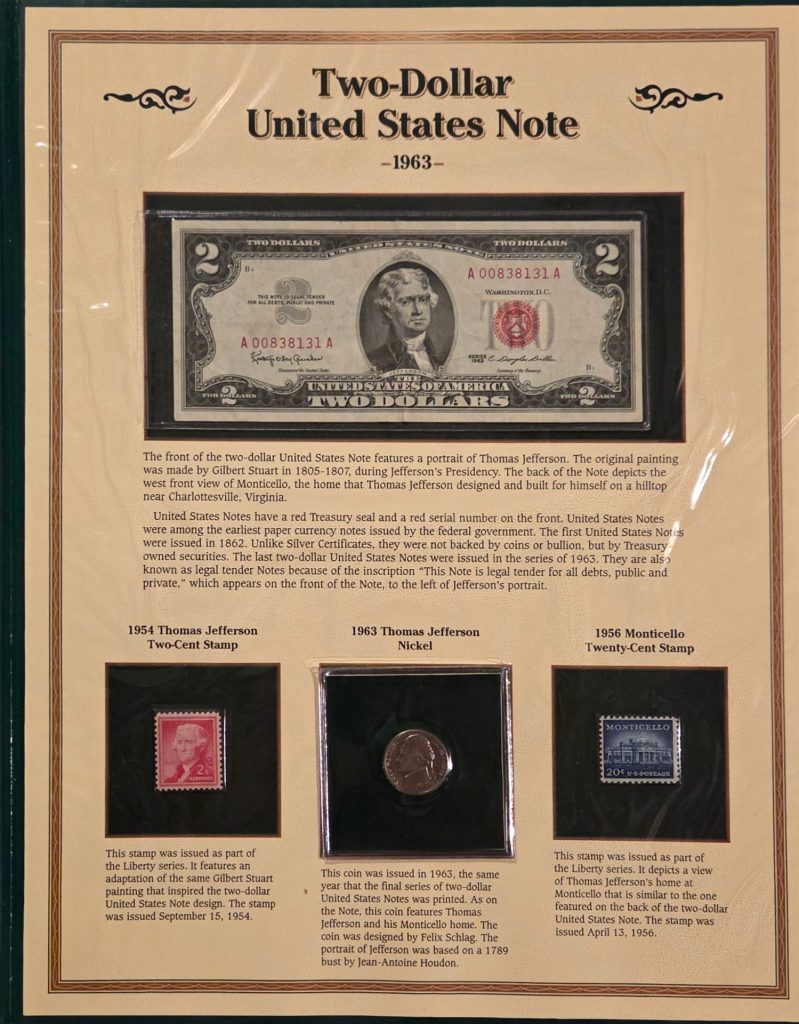 Two-Dollar
United States Note
–1963–
2 TWO DOLLARS UNITED STATES NOTE TWO DOLLARS 2
A 00838131 A
WASHINGTON, D.C.
THIS NOTE IS LEGAL TENDER
FOR ALL DEBTS, PUBLIC AND PRIVATE
2
TWO
A 00838131 A
SERIES
1963
THE
UNITED STATES OF AMERICA
TWO DOLLARS 2 TWO DOLLARS TWO DOLLARS 2
The front of the two-dollar United States Note features a portrait of Thomas Jefferson. The original painting
was made by Gilbert Stuart in 1805-1807, during Jefferson's Presidency. The back of the Note depicts the
west front view of Monticello, the home that Thomas Jefferson designed and built for himself on a hilltop
near Charlottesville, Virginia.
United States Notes have a red Treasury seal and a red serial number on the front. United States Notes
were among the earliest paper currency notes issued by the federal government. The first United States Notes
were issued in 1862. Unlike Silver Certificates, they were not backed by coins or bullion, but by Treasury-
owned securities. The last two-dollar United States Notes were issued in the series of 1963. They are also
known as legal tender Notes because of the inscription "This Note is legal tender for all debts, public and
private," which appears on the front of the Note, to the left of Jefferson's portrait.
1954 Thomas Jefferson
Two-Cent Stamp
2¢
This stamp was issued as part of
the Liberty series. It features an
adaptation of the same Gilbert Stuart
painting that inspired the two-dollar
United States Note design. The stamp
was issued September 15, 1954.
1963 Thomas Jefferson
Nickel
This coin was issued in 1963, the same
year that the final series of two-dollar
United States Notes was printed. As on
the Note, this coin features Thomas
Jefferson and his Monticello home. The
coin was designed by Felix Schlag. The
portrait of Jefferson was based on a 1789
bust by Jean-Antoine Houdon.
1956 Monticello
Twenty-Cent Stamp
MONTICELLO
20¢ U·S·POSTAGE
This stamp was issued as part of
the Liberty series. It depicts a view
of Thomas Jefferson's home at
Monticello that is similar to the one
featured on the back of the two-dollar
United States Note. The stamp was
issued April 13, 1956.